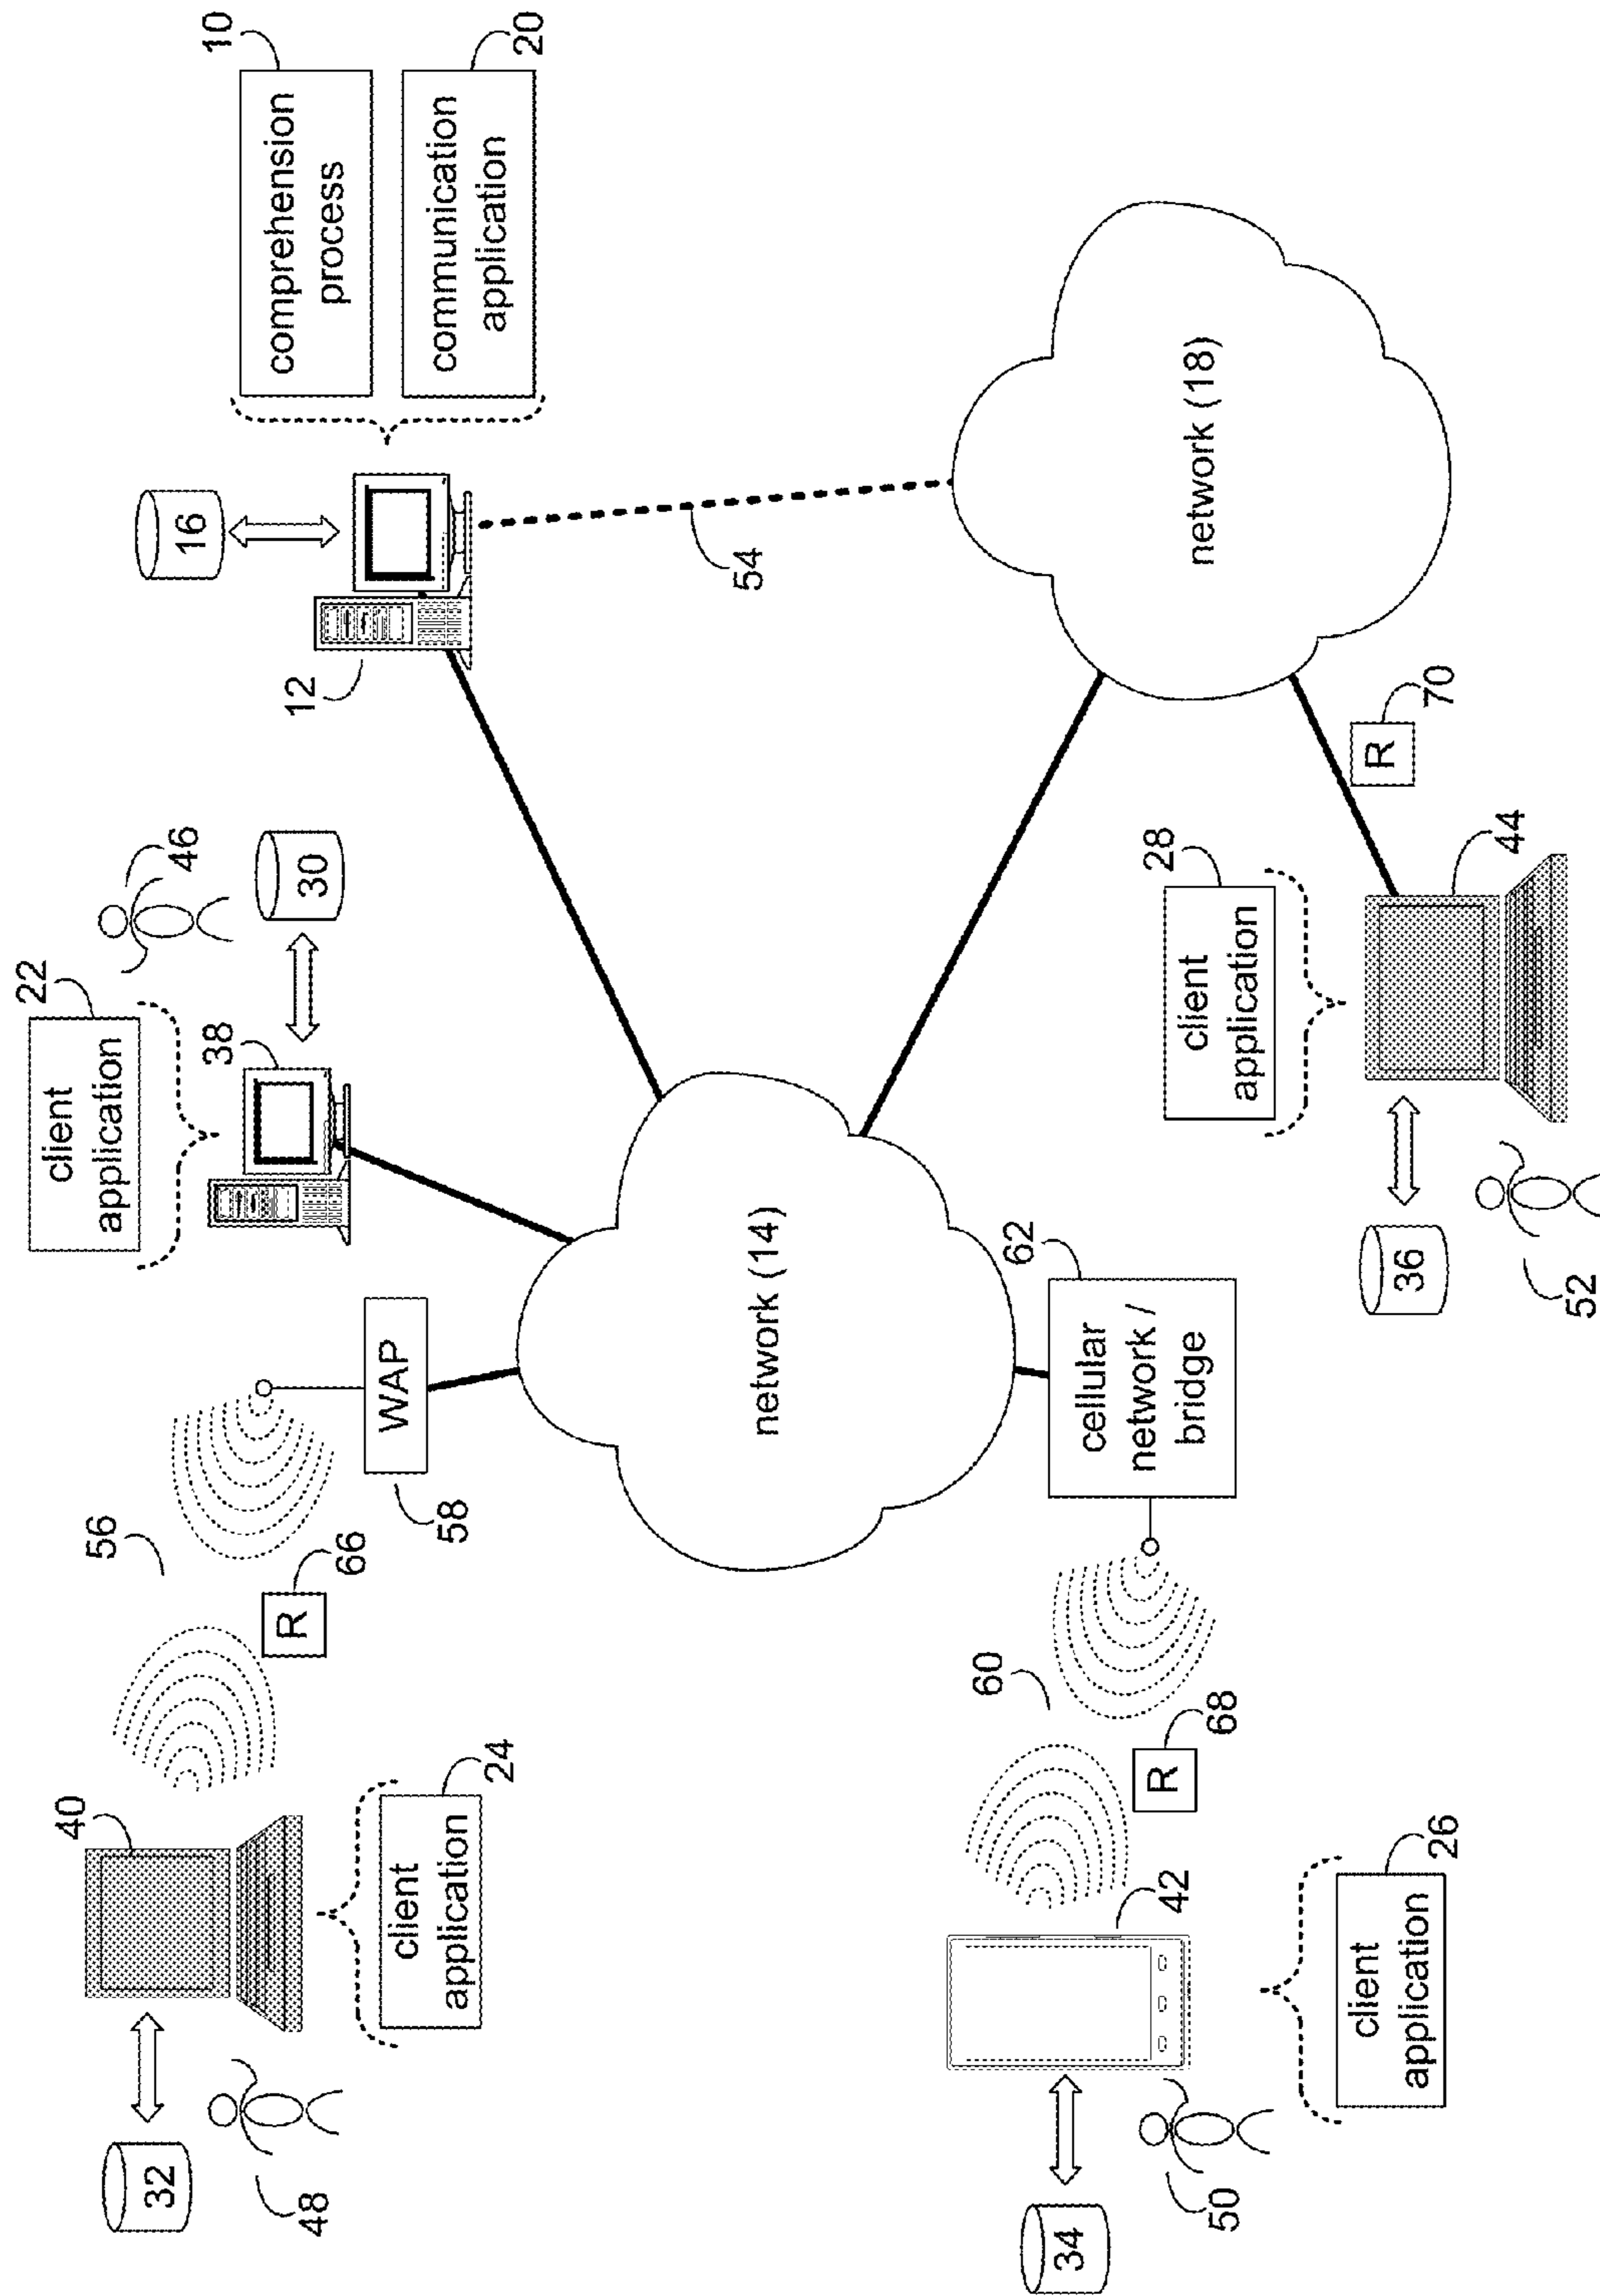 22
client
application
40
56
32
46
16
10
38
comprehension
process
12
48
30
R
66
WAP
58
client
application
24
communication
application
20
54
network (14)
60
62
34
cellular
network /
bridge
R
68
42
28
client
application
network (18)
50
client
application
26
36
R
70
44
52